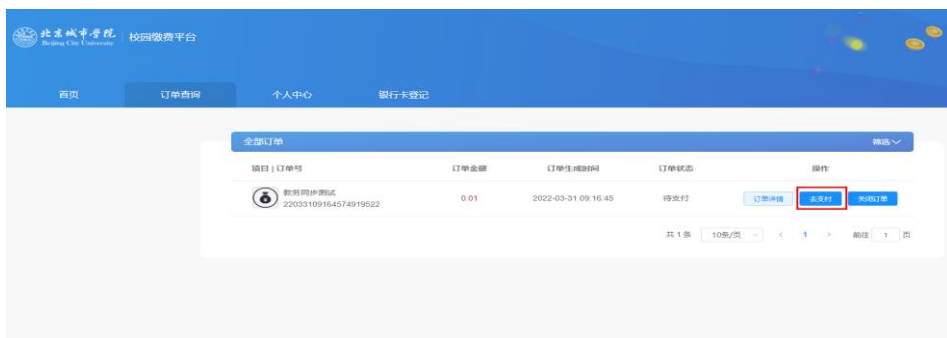 北京城市学院 校园缴费平台
Beijing City University
首页 订单查询 个人中心 银行卡登记
全部订单 筛选
项目 | 订单号 订单金额 订单生成时间 订单状态 操作
教务同步测试
22033109164574919522 0.01 2022-03-31 09:16:45 待支付 订单详情 去支付 关闭订单
共 1 条 10条/页 < 1 > 前往 1 页